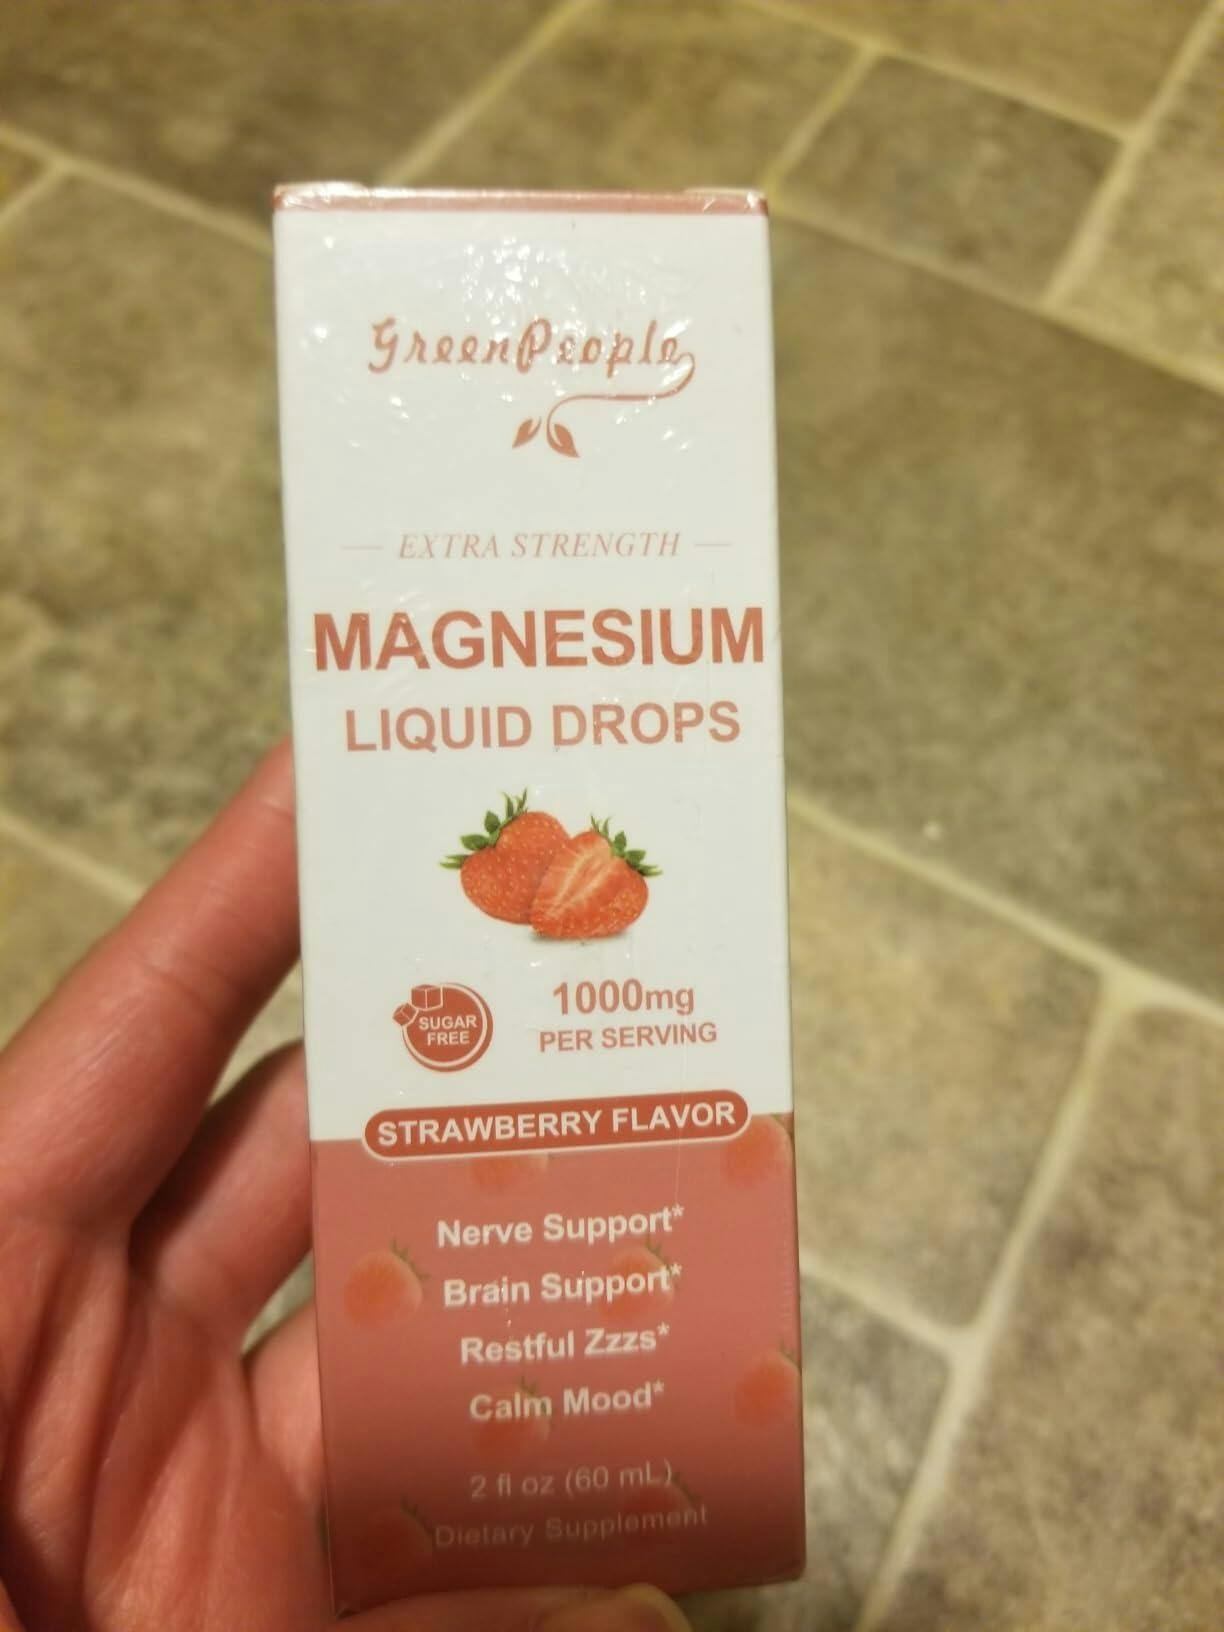 GreenPeople
EXTRA STRENGTH
MAGNESIUM
LIQUID DROPS
SUGAR
FREE
1000mg
PER SERVING
STRAWBERRY FLAVOR
Nerve Support*
Brain Support*
Restful Zzzs*
Calm Mood*
2 fl oz (60 mL)
Dietary Supplement